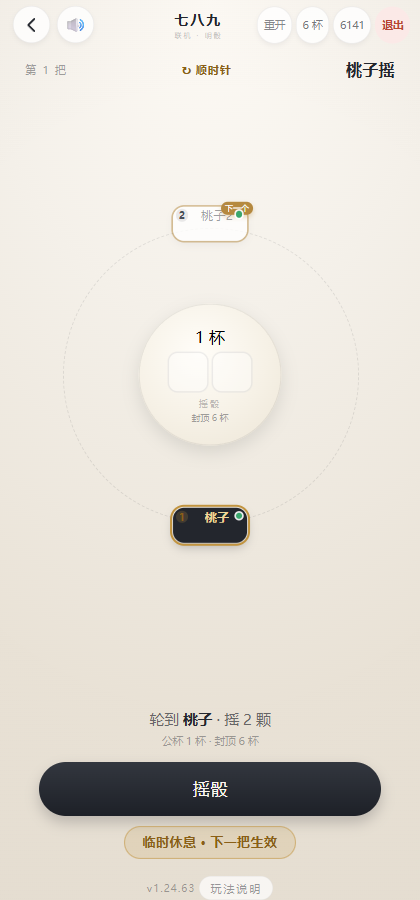 七八九
联机 · 明骰
重开
6 杯
6141
退出
第 1 把
↻ 顺时针
桃子摇
下一个
2
桃子2
1 杯
摇骰
封顶 6 杯
1
桃子
轮到 桃子 · 摇 2 颗
公杯 1 杯 · 封顶 6 杯
摇骰
临时休息 • 下一把生效
v1.24.63
玩法说明